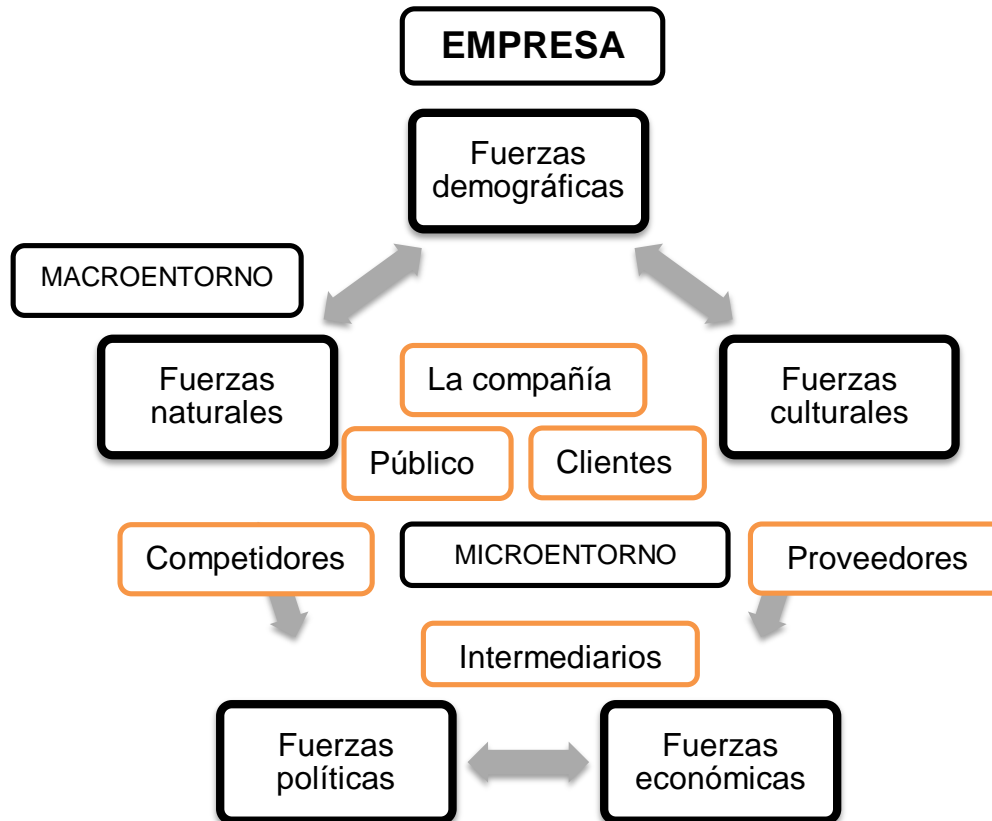 EMPRESA
Fuerzas
demográficas
MACROENTORNO
Fuerzas
naturales
La compañía
Fuerzas
culturales
Público
Clientes
Competidores
MICROENTORNO
Proveedores
Intermediarios
Fuerzas
políticas
Fuerzas
económicas